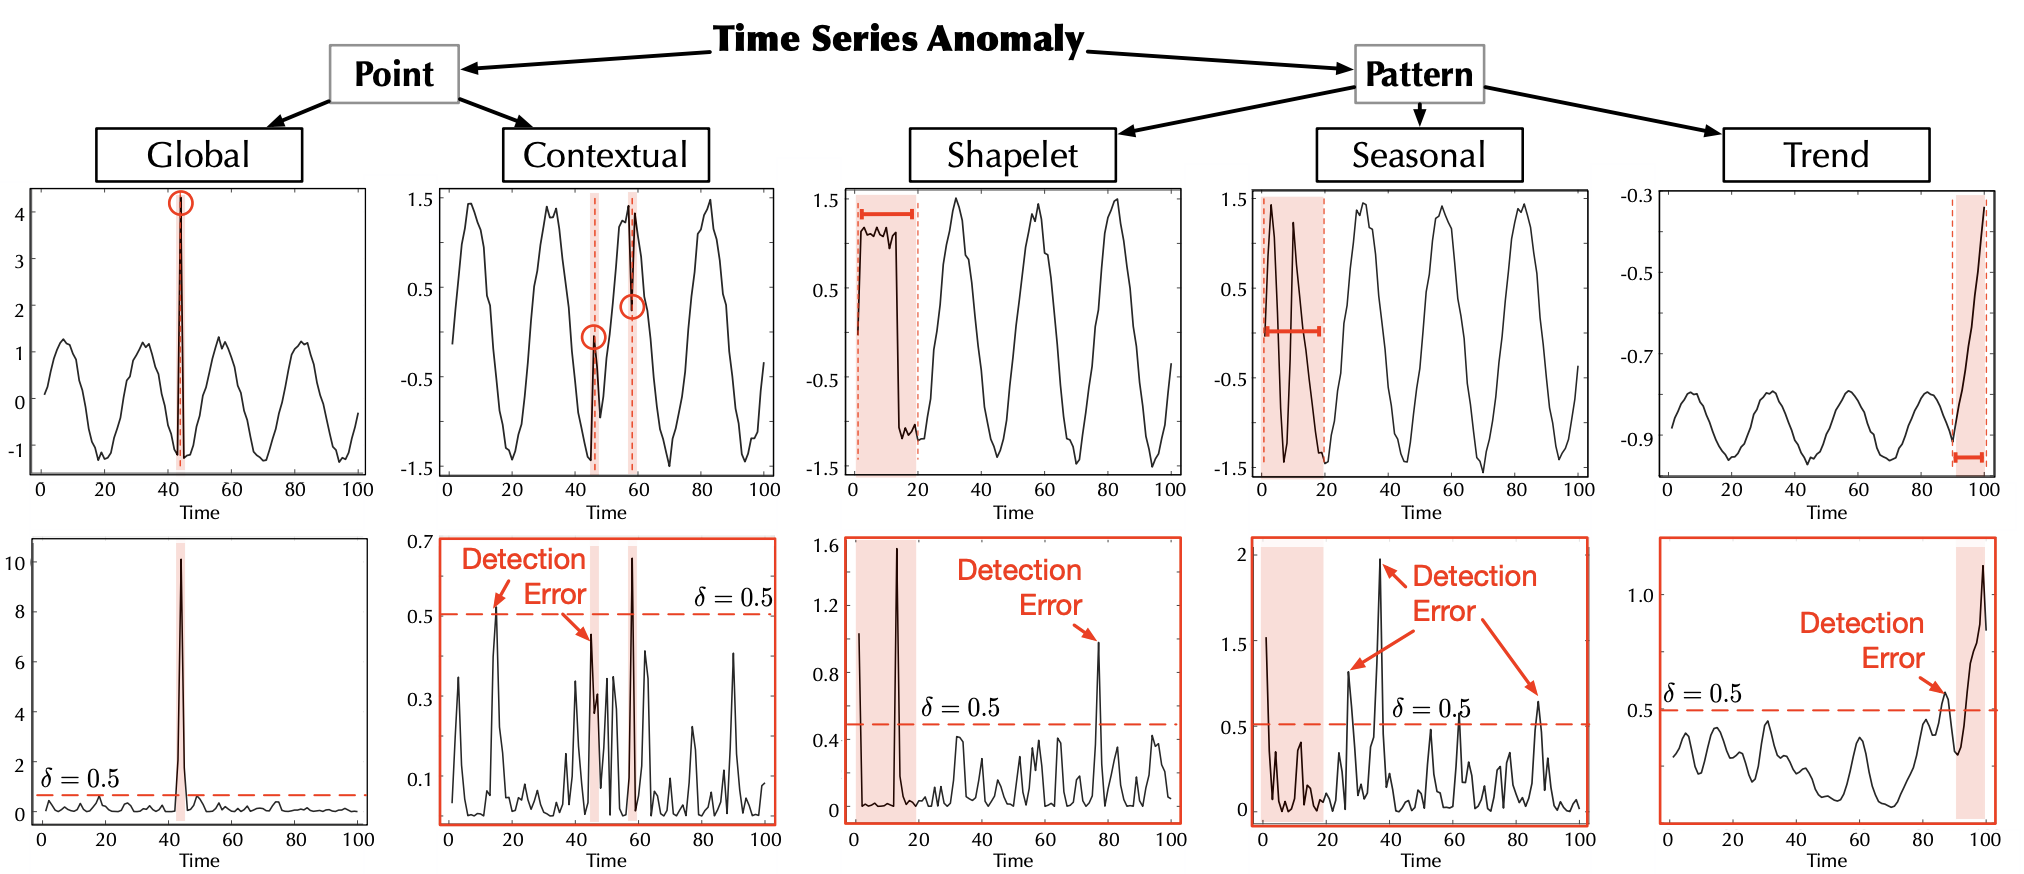 Time Series Anomaly
Point
Pattern
Global
Contextual
Shapelet
Seasonal
Trend
4
3
2
1
0
-1
0 20 40 60 80 100
Time
1.5
0.5
-0.5
-1.5
0 20 40 60 80 100
Time
1.5
0.5
-0.5
-1.5
0 20 40 60 80 100
Time
1.5
0.5
-0.5
-1.5
0 20 40 60 80 100
Time
-0.3
-0.5
-0.7
-0.9
0 20 40 60 80 100
Time
10
8
6
4
2
0
δ = 0.5
0 20 40 60 80 100
Time
0.7
0.5
0.3
0.1
Detection
Error
δ = 0.5
0 20 40 60 80 100
Time
1.6
1.2
0.8
0.4
0
Detection
Error
δ = 0.5
0 20 40 60 80 100
Time
2
1.5
0.5
0
Detection
Error
δ = 0.5
0 20 40 60 80 100
Time
1.0
0.5
Detection
Error
δ = 0.5
0 20 40 60 80 100
Time